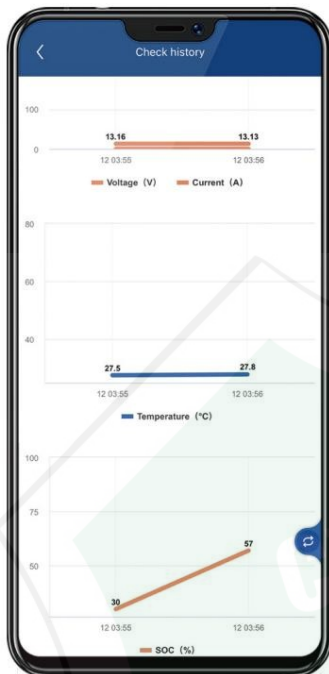 Check history
100
13.16 13.13
0
12 03:55 12 03:56
Voltage (V) Current (A)
80
60
40
27.5 27.8
12 03:55 12 03:56
Temperature (°C)
100
75
57
50
30
12 03:55 12 03:56
SOC (%)